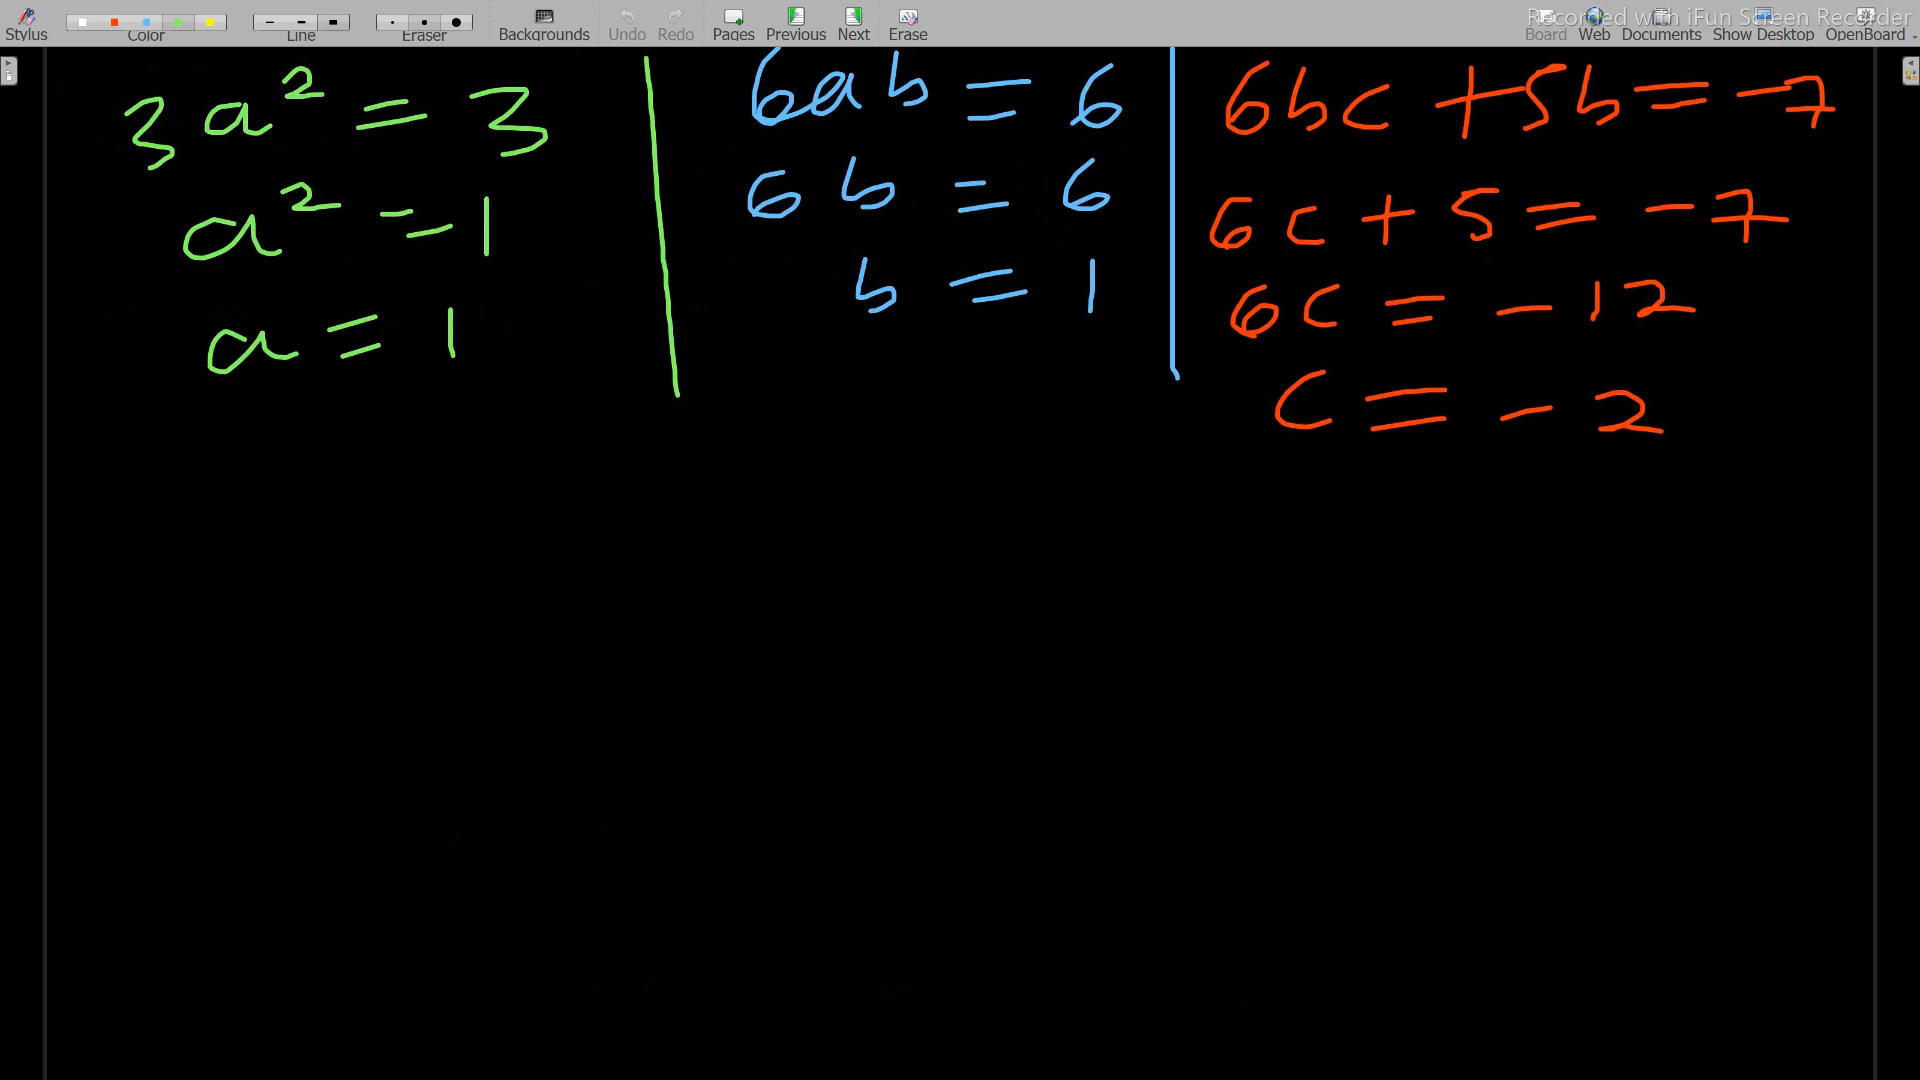 Recorded with iFun Screen Recorder
Stylus Color Line Eraser Backgrounds Undo Redo Pages Previous Next Erase Board Web Documents Show Desktop OpenBoard
3a² = 3
a² = 1
a = 1
6ab = 6
6b = 6
b = 1
6bc + 5b = -7
6c + 5 = -7
6c = -12
c = -2